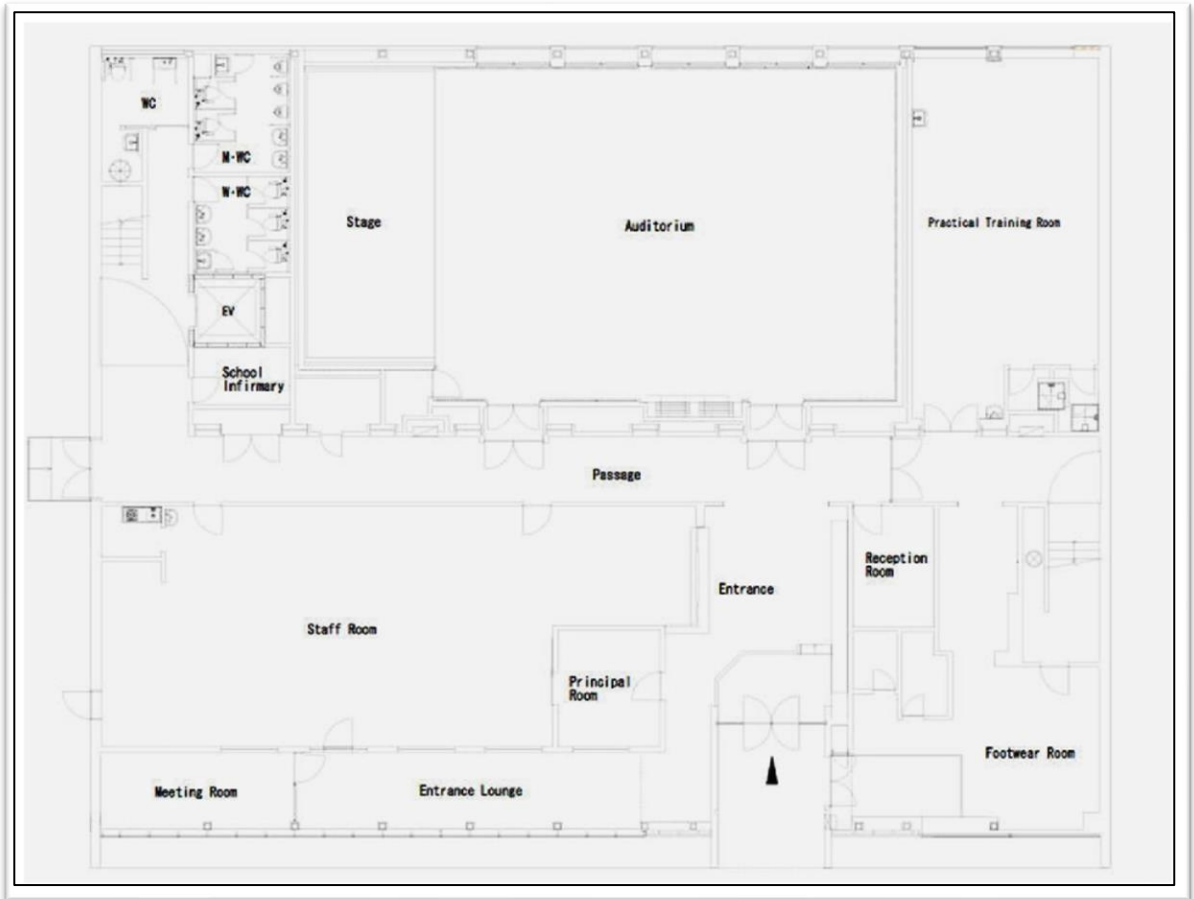 WC
M·WC
W·WC
Stage
Auditorium
Practical Training Room
EV
School
Infirmary
Passage
Reception
Room
Entrance
Staff Room
Principal
Room
Footwear Room
Meeting Room
Entrance Lounge